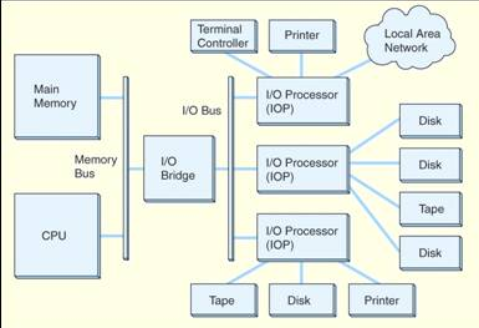 Terminal
Controller
Printer
Local Area
Network
Main
Memory
I/O Bus
I/O Processor
(IOP)
Disk
Memory
Bus
I/O
Bridge
I/O Processor
(IOP)
Disk
Tape
CPU
I/O Processor
(IOP)
Disk
Tape
Disk
Printer